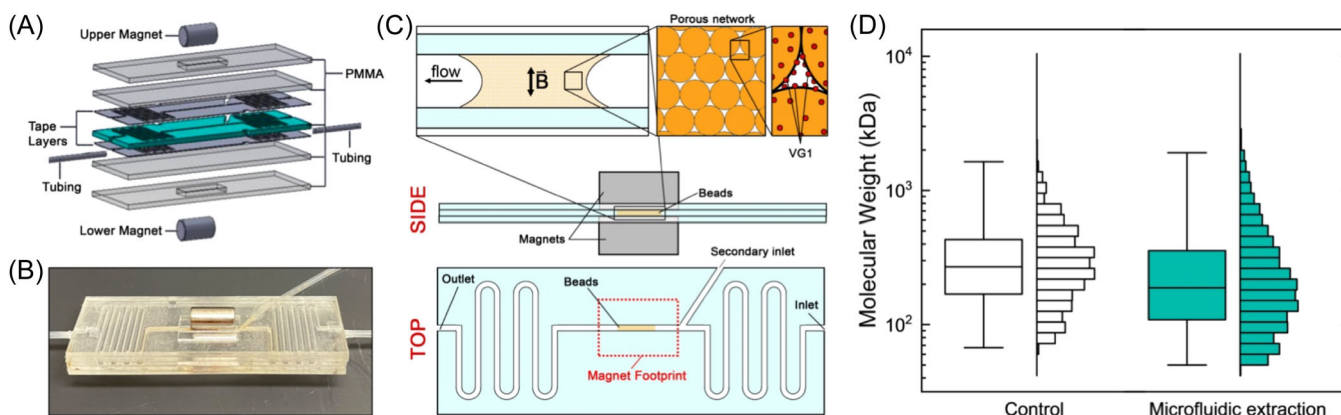 (A)
Upper Magnet
PMMA
Tape
Layers
Tubing
Tubing
Lower Magnet
(B)
(C)
flow
B
Porous network
VG1
SIDE
Beads
Magnets
TOP
Outlet
Beads
Secondary inlet
Inlet
Magnet Footprint
(D)
Molecular Weight (kDa)
10⁴
10³
10²
Control
Microfluidic extraction